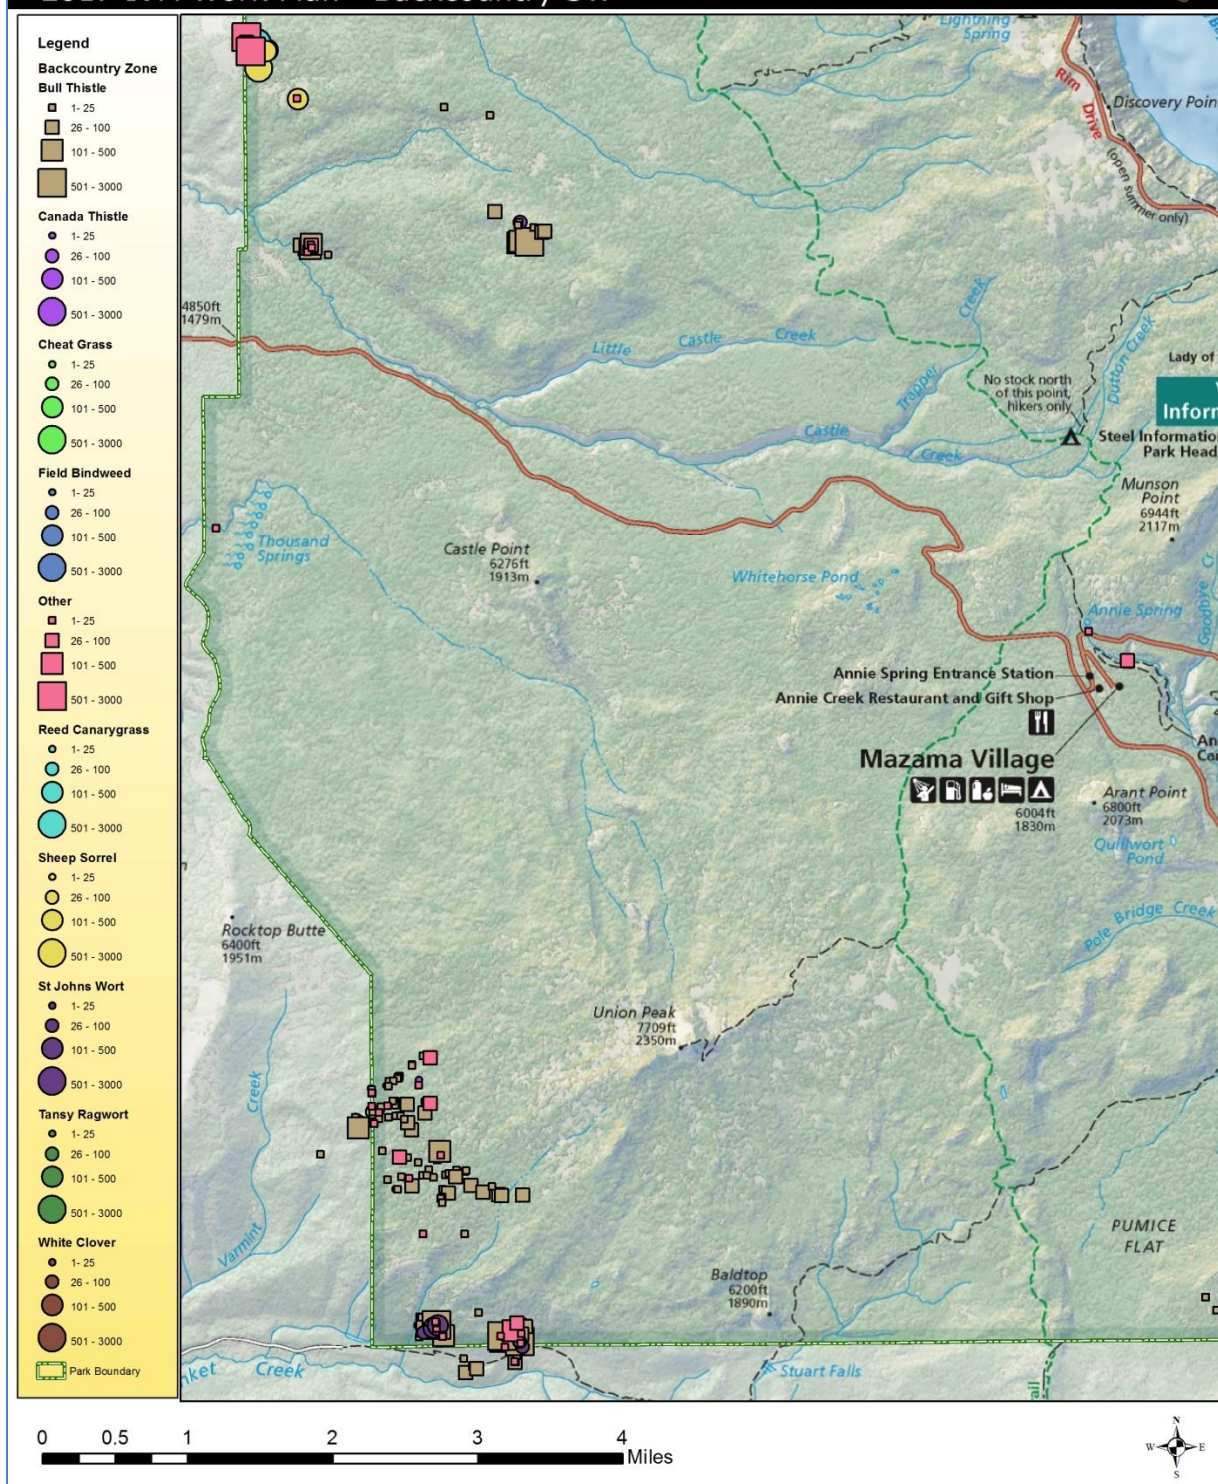 Legend
Backcountry Zone
Bull Thistle
1- 25
26 - 100
101 - 500
501 - 3000
Canada Thistle
1- 25
26 - 100
101 - 500
501 - 3000
Cheat Grass
1- 25
26 - 100
101 - 500
501 - 3000
Field Bindweed
1- 25
26 - 100
101 - 500
501 - 3000
Other
1- 25
26 - 100
101 - 500
501 - 3000
Reed Canarygrass
1- 25
26 - 100
101 - 500
501 - 3000
Sheep Sorrel
1- 25
26 - 100
101 - 500
501 - 3000
St Johns Wort
1- 25
26 - 100
101 - 500
501 - 3000
Tansy Ragwort
1- 25
26 - 100
101 - 500
501 - 3000
White Clover
1- 25
26 - 100
101 - 500
501 - 3000
Park Boundary
Lightning
Spring
Rim
Drive
(open summer only)
Discovery Poin
4850ft
1479m
Little Castle Creek
Trapper Creek
Dutton Creek
Castle Creek
No stock north
of this point,
hikers only
Lady of
Inform
Steel Informatio
Park Head
Munson
Point
6944ft
2117m
Thousand
Springs
Castle Point
6276ft
1913m
Whitehorse Pond
Annie Spring
Goodbye Cr
Annie Spring Entrance Station
Annie Creek Restaurant and Gift Shop
An
Ca
Mazama Village
6004ft
1830m
Arant Point
6800ft
2073m
Quillwort
Pond
Pole Bridge Creek
Rocktop Butte
6400ft
1951m
Union Peak
7709ft
2350m
Varmint Creek
PUMICE
FLAT
Baldtop
6200ft
1890m
nket Creek
Stuart Falls
ail
0 0.5 1 2 3 4
Miles
N
W E
S